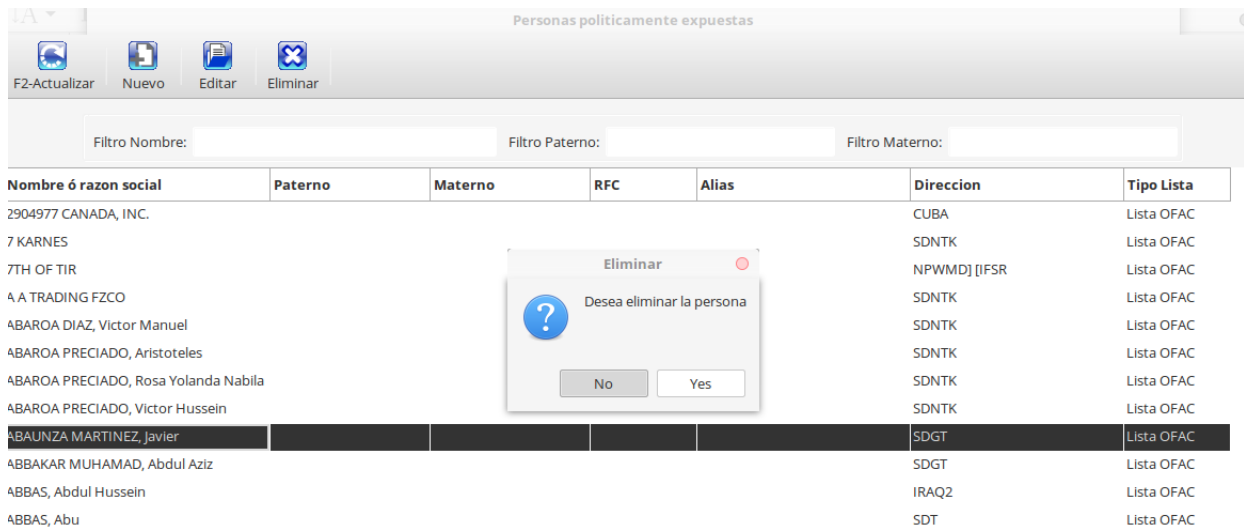 Personas politicamente expuestas
F2-Actualizar Nuevo Editar Eliminar
Filtro Nombre: Filtro Paterno: Filtro Materno:
Nombre ó razon social Paterno Materno RFC Alias Direccion Tipo Lista
2904977 CANADA, INC. CUBA Lista OFAC
7 KARNES SDNTK Lista OFAC
7TH OF TIR NPWMD] [IFSR Lista OFAC
A A TRADING FZCO SDNTK Lista OFAC
ABAROA DIAZ, Victor Manuel SDNTK Lista OFAC
ABAROA PRECIADO, Aristoteles SDNTK Lista OFAC
ABAROA PRECIADO, Rosa Yolanda Nabila SDNTK Lista OFAC
ABAROA PRECIADO, Victor Hussein SDNTK Lista OFAC
ABAUNZA MARTINEZ, Javier SDGT Lista OFAC
ABBAKAR MUHAMAD, Abdul Aziz SDGT Lista OFAC
ABBAS, Abdul Hussein IRAQ2 Lista OFAC
ABBAS, Abu SDT Lista OFAC
Eliminar
Desea eliminar la persona
No Yes